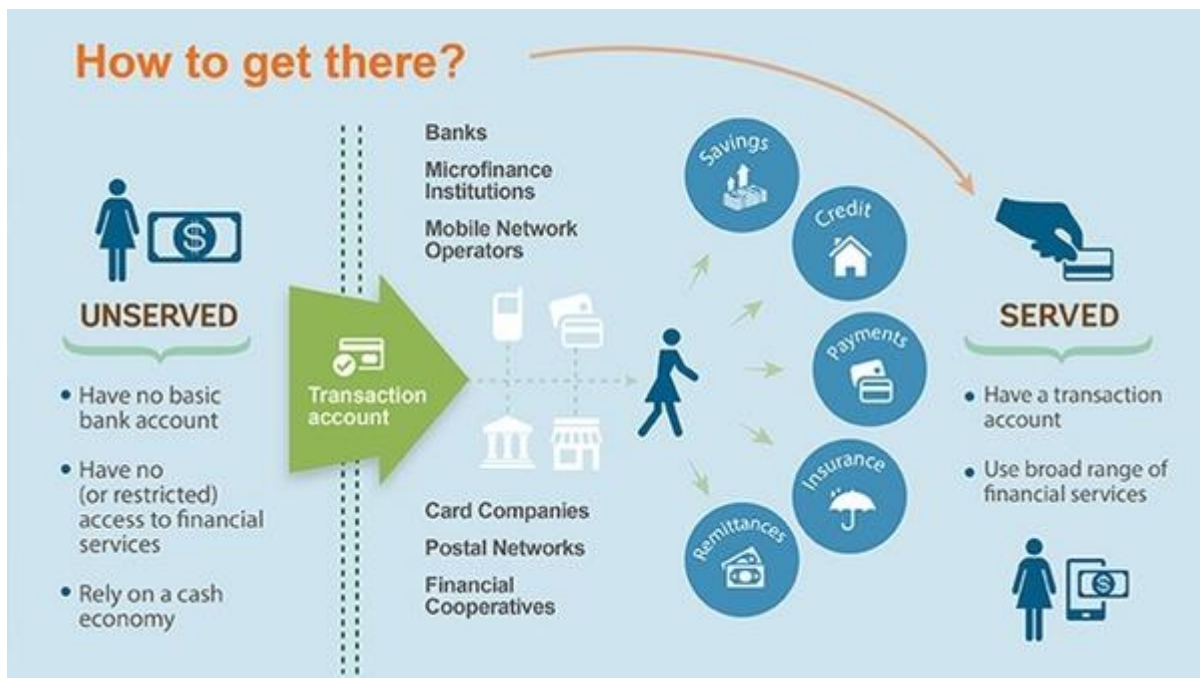 How to get there?
UNSERVED
• Have no basic
bank account
• Have no
(or restricted)
access to financial
services
• Rely on a cash
economy
Transaction
account
Banks
Microfinance
Institutions
Mobile Network
Operators
Card Companies
Postal Networks
Financial
Cooperatives
Savings
Credit
Payments
Insurance
Remittances
SERVED
• Have a transaction
account
• Use broad range of
financial services